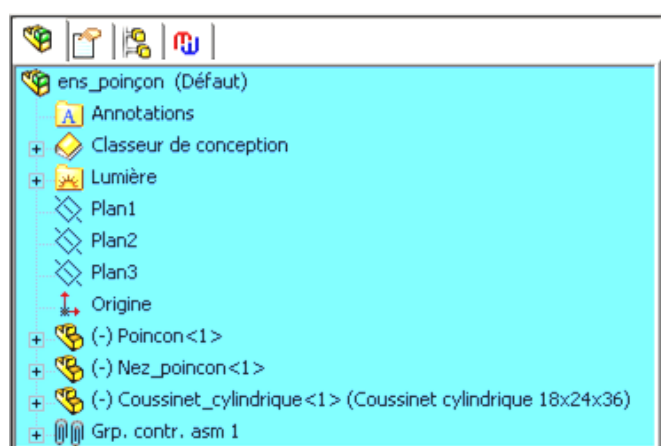 ens_poinçon (Défaut)
Annotations
Classeur de conception
Lumière
Plan1
Plan2
Plan3
Origine
(-) Poincon<1>
(-) Nez_poincon<1>
(-) Coussinet_cylindrique<1> (Coussinet cylindrique 18x24x36)
Grp. contr. asm 1